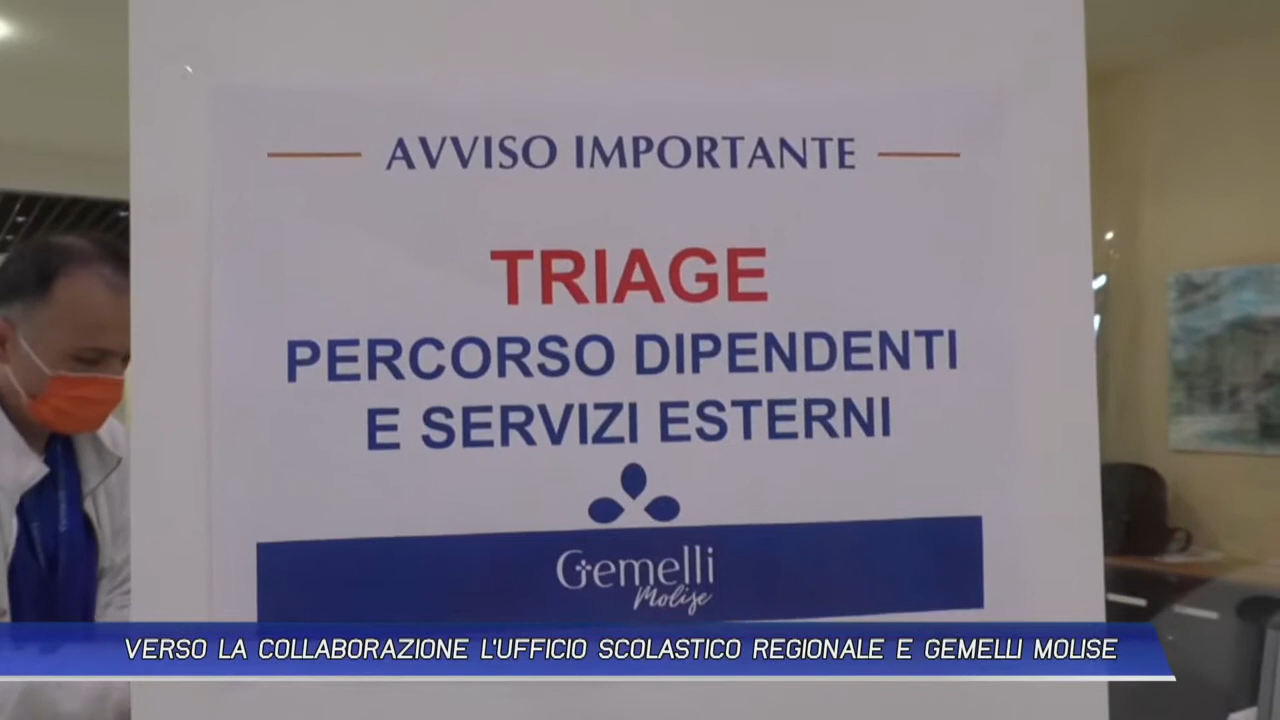 AVVISO IMPORTANTE
TRIAGE
PERCORSO DIPENDENTI
E SERVIZI ESTERNI
Gemelli
Molise
VERSO LA COLLABORAZIONE L'UFFICIO SCOLASTICO REGIONALE E GEMELLI MOLISE